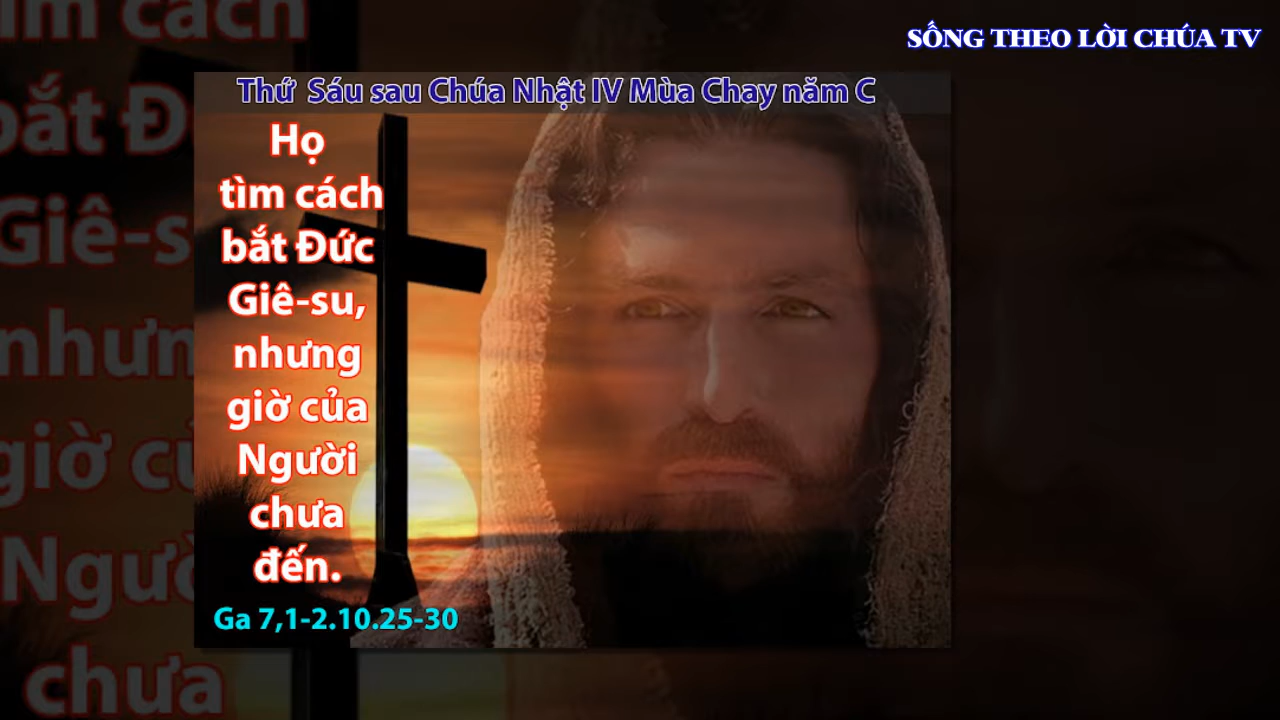 SỐNG THEO LỜI CHÚA TV
Thứ Sáu sau Chúa Nhật IV Mùa Chay năm C
Họ
tìm cách
bắt Đức
Giê-su,
nhưng
giờ của
Người
chưa
đến.
Ga 7,1-2.10.25-30